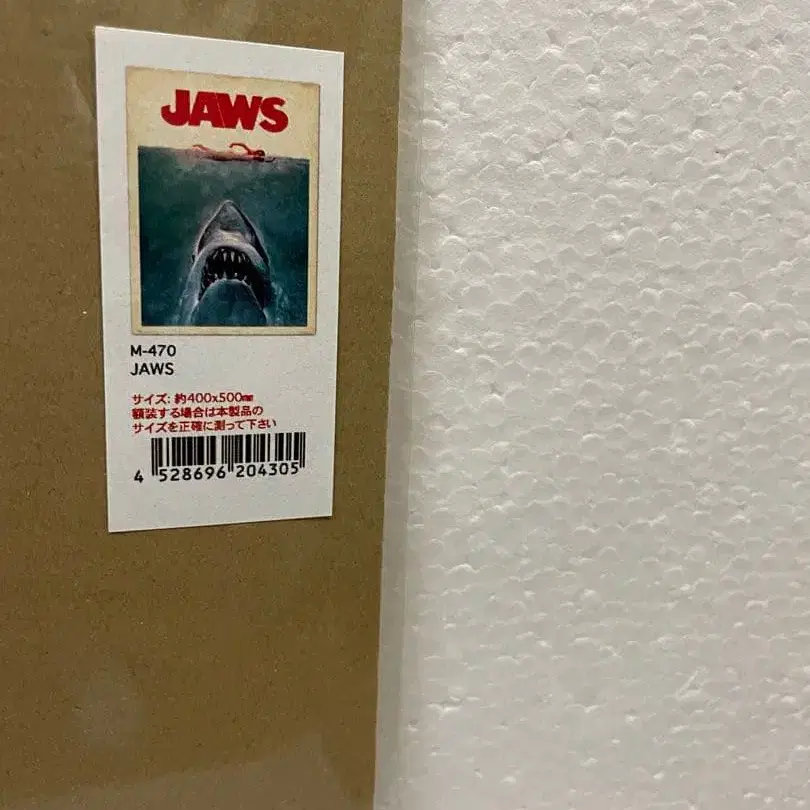 JAWS
M-470
JAWS
サイズ: 約400x500㎜
額装する場合は本製品の
サイズを正確に測って下さい
4 528696 204305